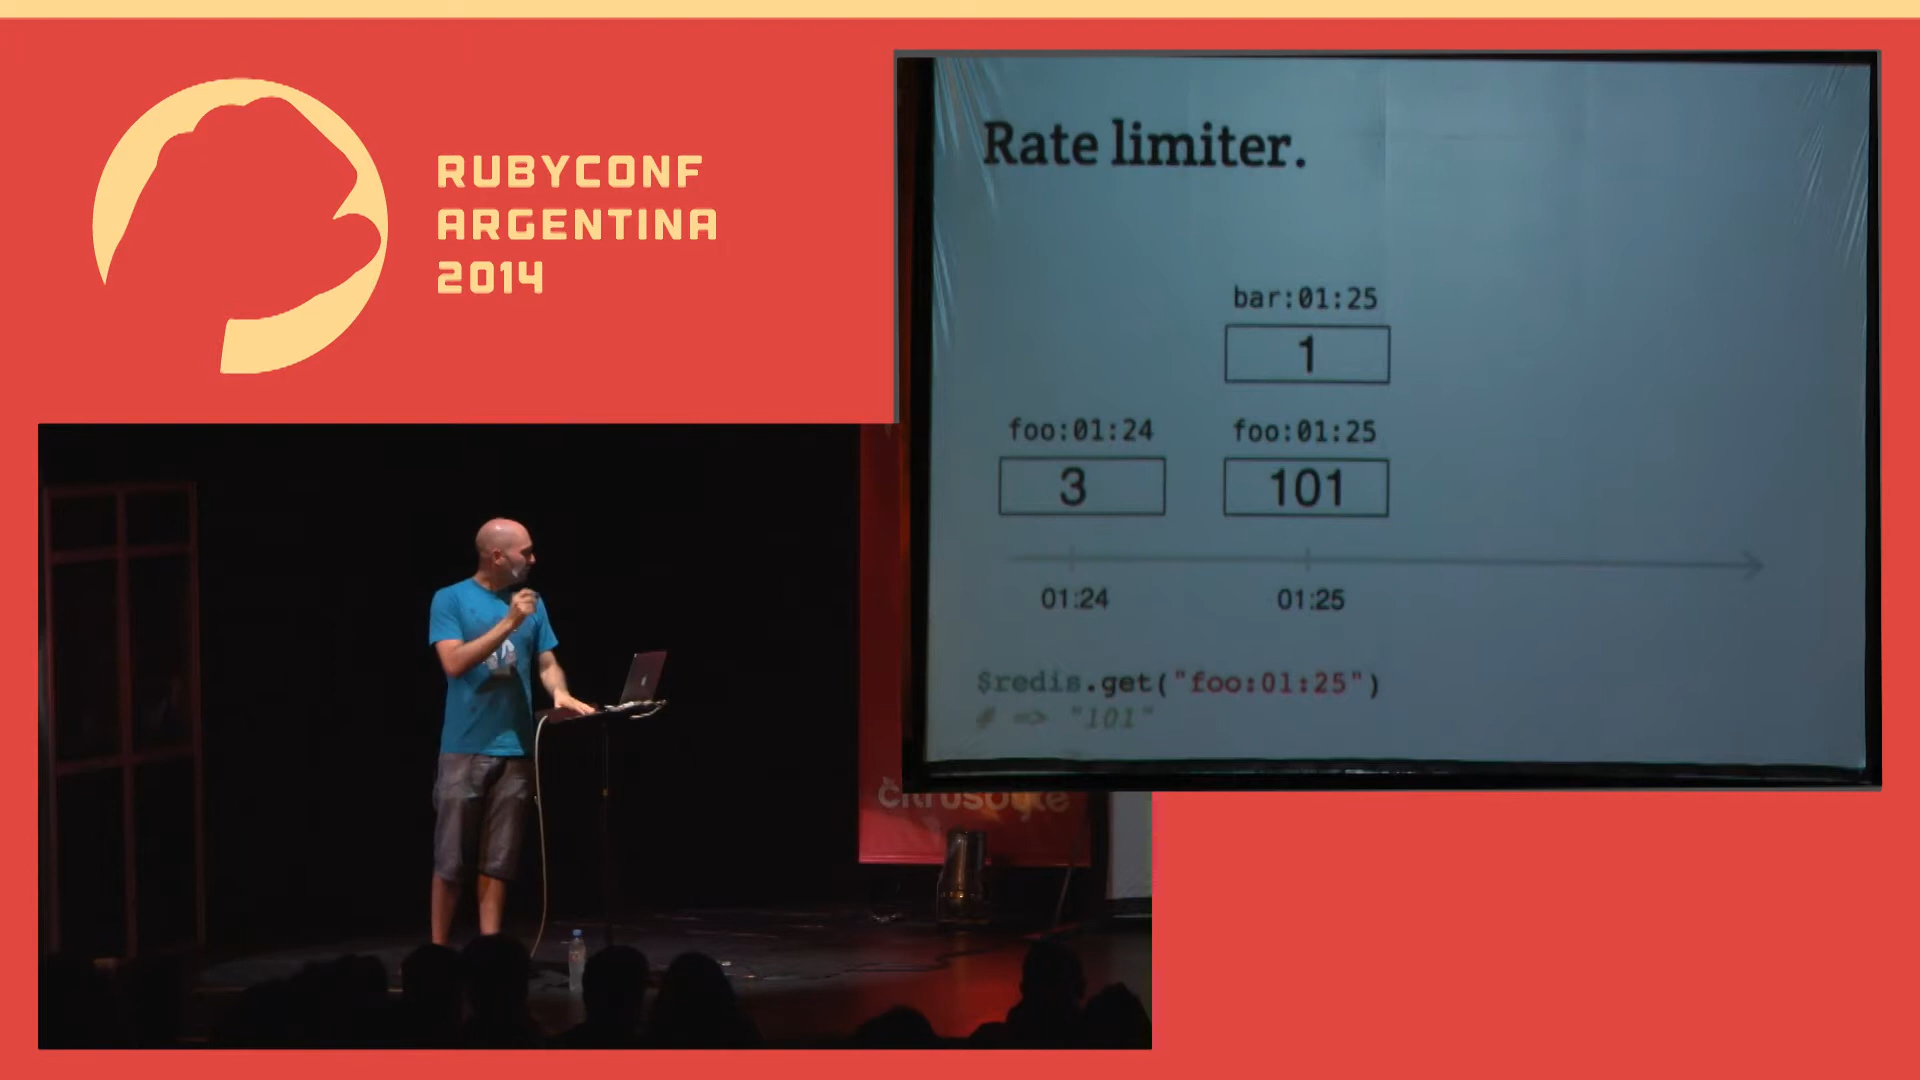 RUBYCONF
ARGENTINA
2014
Rate limiter.
bar:01:25
1
foo:01:24
foo:01:25
3
101
01:24
01:25
$redis.get("foo:01:25")
# => "101"
citrusbyte